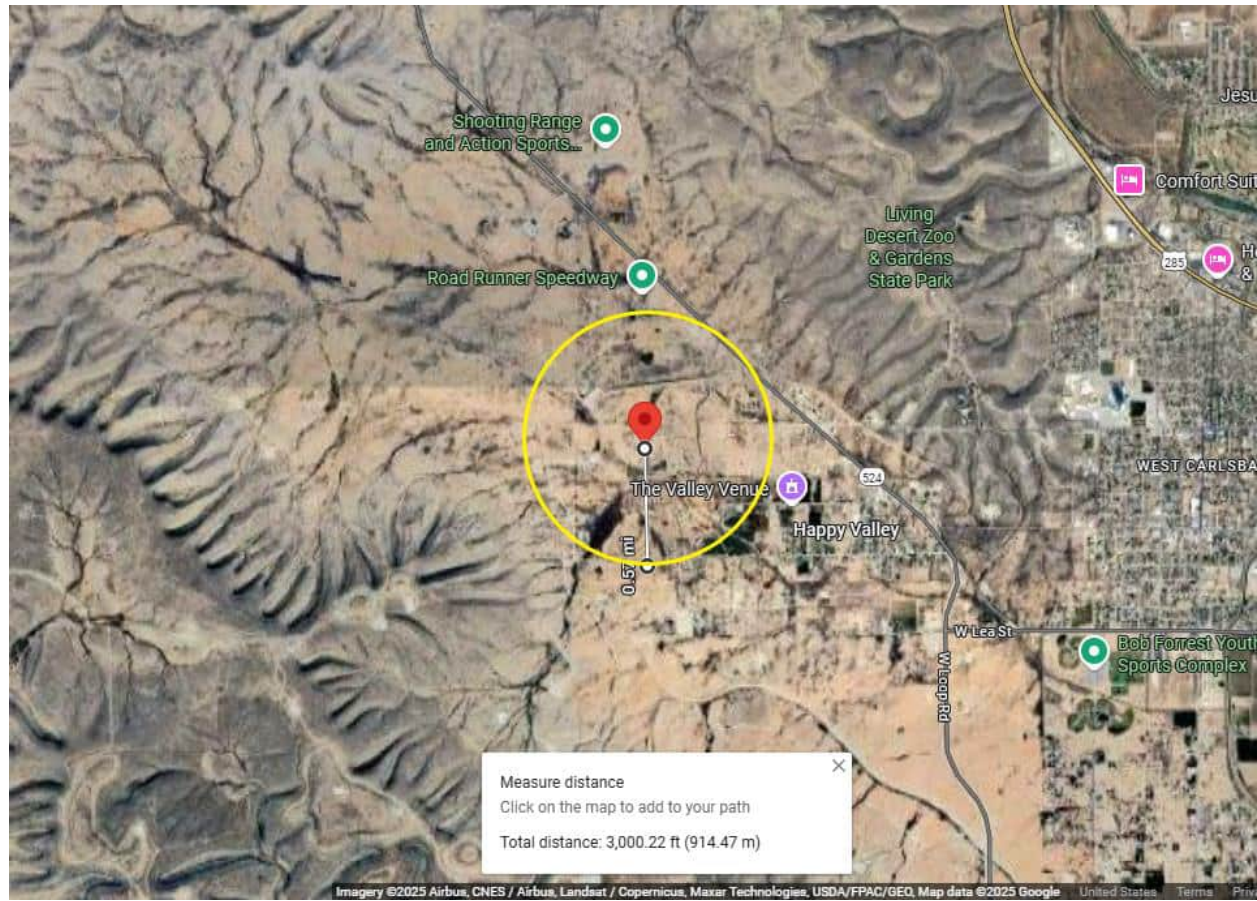 Shooting Range
and Action Sports...
Jesu
Comfort Suit
Living
Desert Zoo
& Gardens
State Park
285
Ho
&
Road Runner Speedway
The Valley Venue
524
WEST CARLSBA
Happy Valley
0.57 mi
W Lea St
Bob Forrest Youth
Sports Complex
W Loop Rd
Measure distance
Click on the map to add to your path
Total distance: 3,000.22 ft (914.47 m)
Imagery ©2025 Airbus, CNES / Airbus, Landsat / Copernicus, Maxar Technologies, USDA/FPAC/GEO, Map data ©2025 Google United States Terms Priva